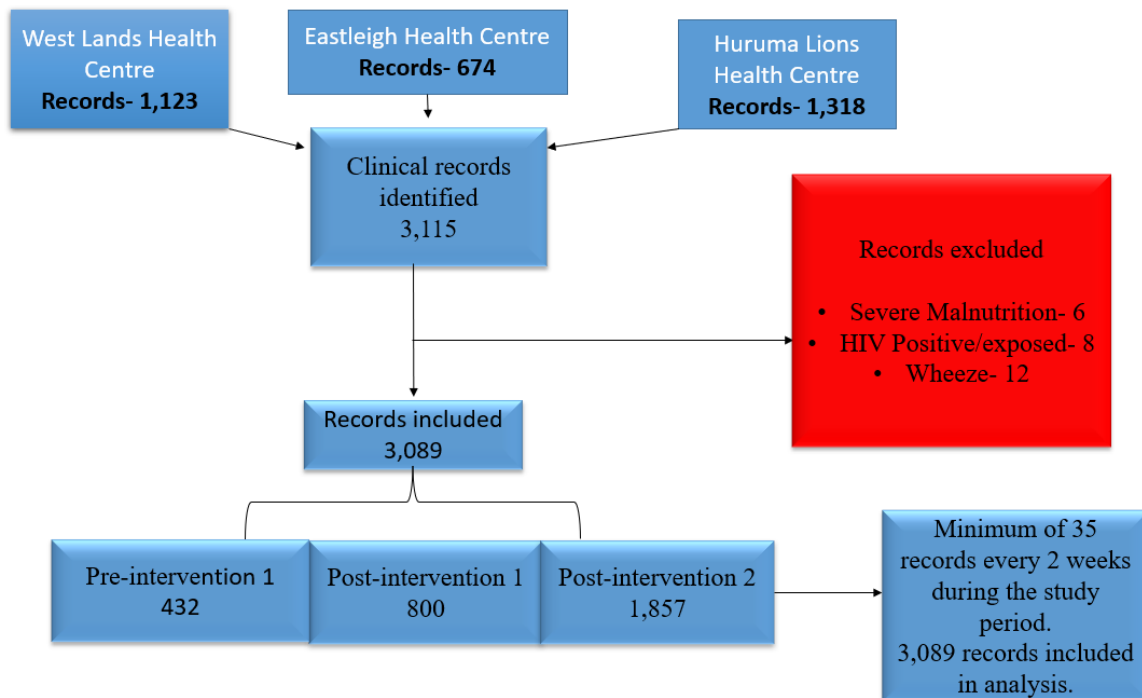 West Lands Health
Centre
Records- 1,123
Eastleigh Health Centre
Records- 674
Huruma Lions
Health Centre
Records- 1,318
Clinical records
identified
3,115
Records excluded
• Severe Malnutrition- 6
• HIV Positive/exposed- 8
• Wheeze- 12
Records included
3,089
Pre-intervention 1
432
Post-intervention 1
800
Post-intervention 2
1,857
Minimum of 35
records every 2 weeks
during the study
period.
3,089 records included
in analysis.